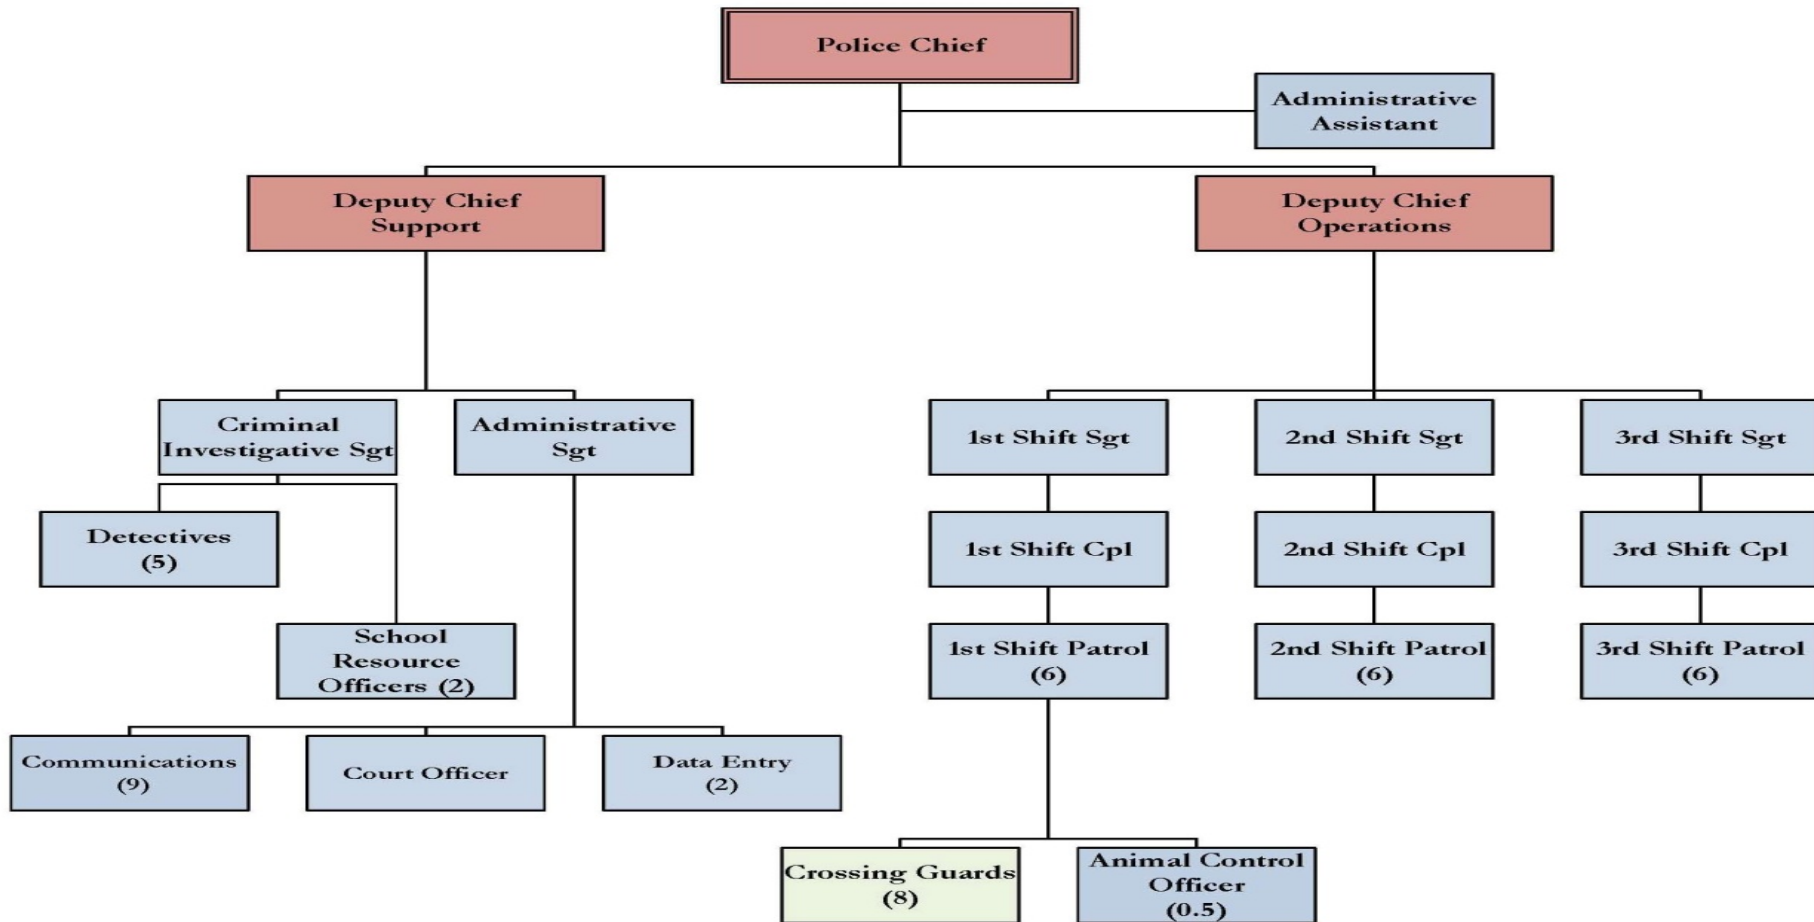 Police Chief
Administrative
Assistant
Deputy Chief
Support
Deputy Chief
Operations
Criminal
Investigative Sgt
Administrative
Sgt
1st Shift Sgt
2nd Shift Sgt
3rd Shift Sgt
Detectives
(5)
1st Shift Cpl
2nd Shift Cpl
3rd Shift Cpl
School
Resource
Officers (2)
1st Shift Patrol
(6)
2nd Shift Patrol
(6)
3rd Shift Patrol
(6)
Communications
(9)
Court Officer
Data Entry
(2)
Crossing Guards
(8)
Animal Control
Officer
(0.5)